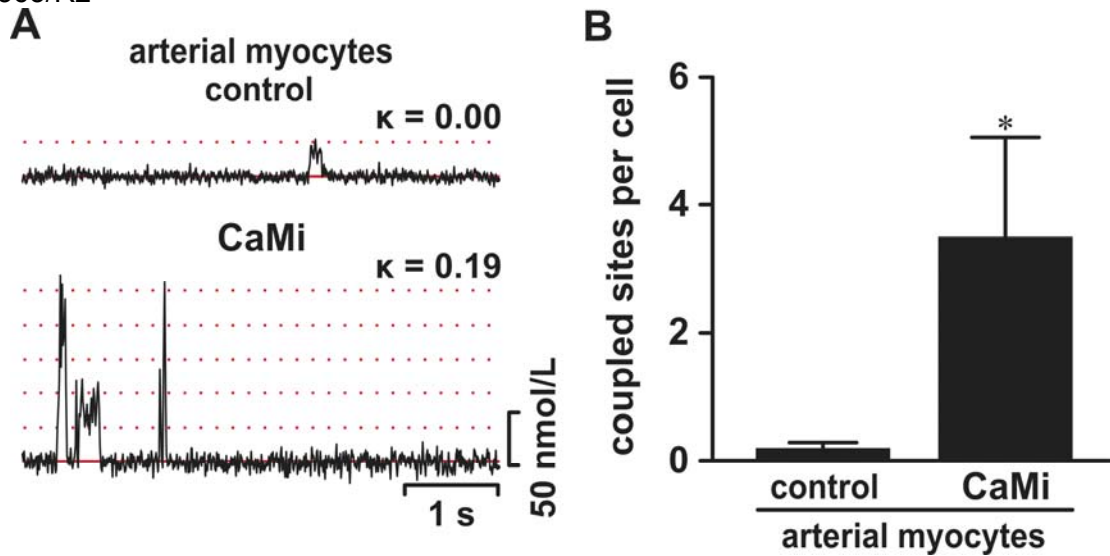 A
arterial myocytes
control
κ = 0.00
CaMi
κ = 0.19
50 nmol/L
1 s
B
coupled sites per cell
6
4
2
0
*
control
CaMi
arterial myocytes